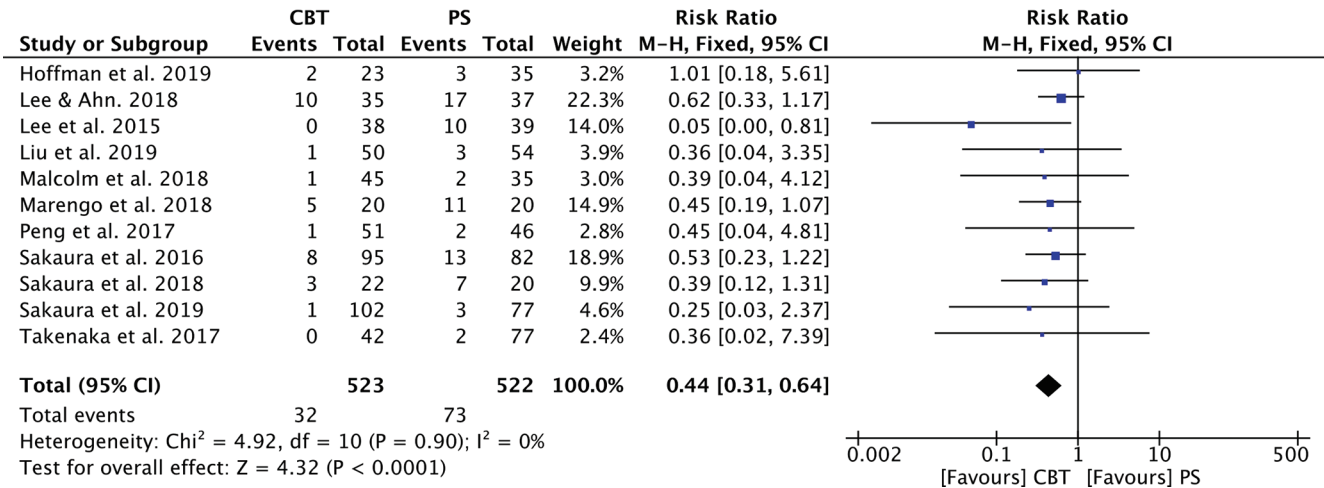 CBT PS Risk Ratio Risk Ratio
Study or Subgroup Events Total Events Total Weight M-H, Fixed, 95% CI M-H, Fixed, 95% CI
Hoffman et al. 2019 2 23 3 35 3.2% 1.01 [0.18, 5.61]
Lee & Ahn. 2018 10 35 17 37 22.3% 0.62 [0.33, 1.17]
Lee et al. 2015 0 38 10 39 14.0% 0.05 [0.00, 0.81]
Liu et al. 2019 1 50 3 54 3.9% 0.36 [0.04, 3.35]
Malcolm et al. 2018 1 45 2 35 3.0% 0.39 [0.04, 4.12]
Marengo et al. 2018 5 20 11 20 14.9% 0.45 [0.19, 1.07]
Peng et al. 2017 1 51 2 46 2.8% 0.45 [0.04, 4.81]
Sakaura et al. 2016 8 95 13 82 18.9% 0.53 [0.23, 1.22]
Sakaura et al. 2018 3 22 7 20 9.9% 0.39 [0.12, 1.31]
Sakaura et al. 2019 1 102 3 77 4.6% 0.25 [0.03, 2.37]
Takenaka et al. 2017 0 42 2 77 2.4% 0.36 [0.02, 7.39]
Total (95% CI) 523 522 100.0% 0.44 [0.31, 0.64]
Total events 32 73
Heterogeneity: Chi² = 4.92, df = 10 (P = 0.90); I² = 0%
Test for overall effect: Z = 4.32 (P < 0.0001)
0.002 0.1 1 10 500
[Favours] CBT [Favours] PS